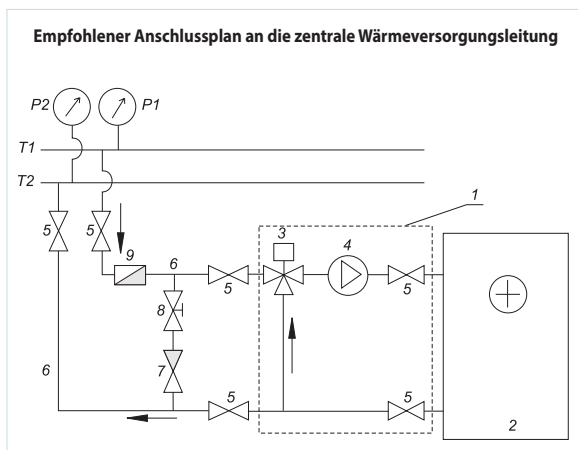 Empfohlener Anschlussplan an die zentrale Wärmeversorgungsleitung
P2 P1
T1
T2
1
5 5 3
9 6 4
5 5
8
6 7
5 5
2